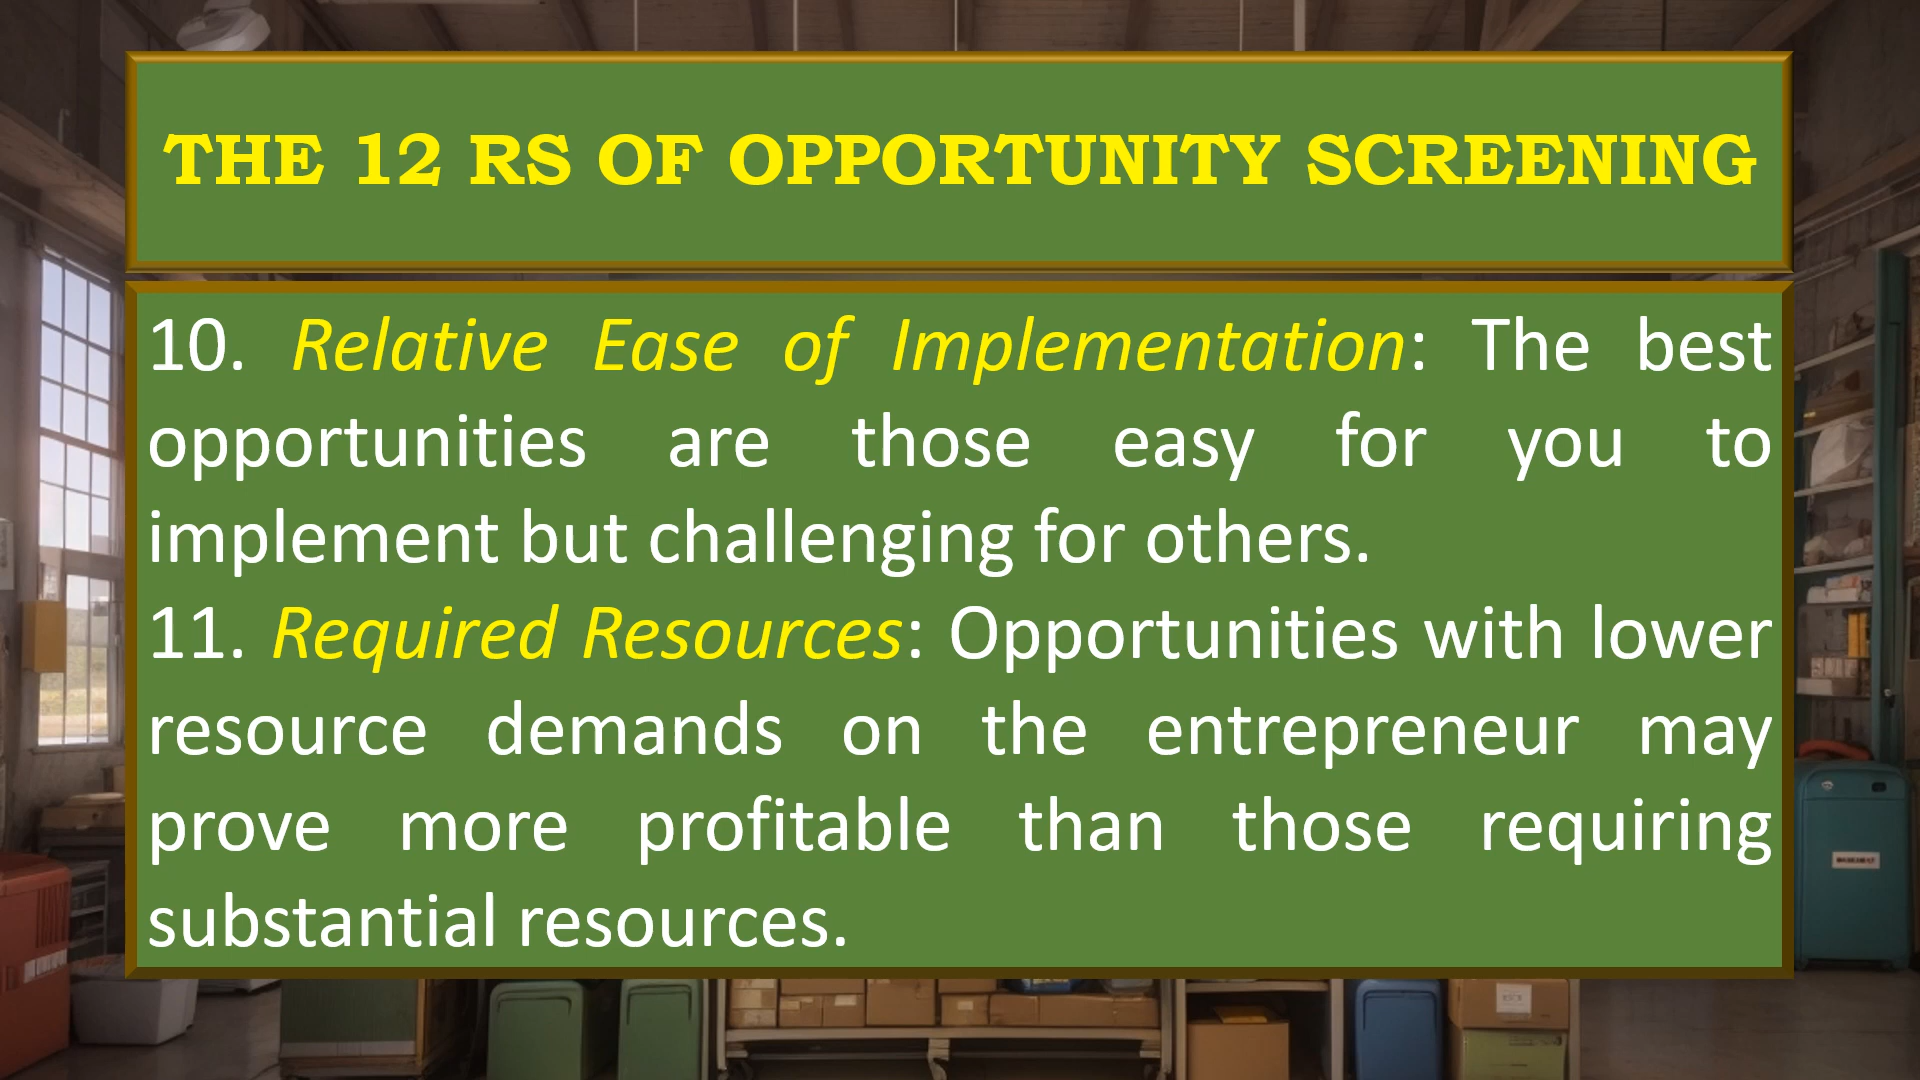 THE 12 RS OF OPPORTUNITY SCREENING
10. Relative Ease of Implementation: The best
opportunities are those easy for you to
implement but challenging for others.
11. Required Resources: Opportunities with lower
resource demands on the entrepreneur may
prove more profitable than those requiring
substantial resources.